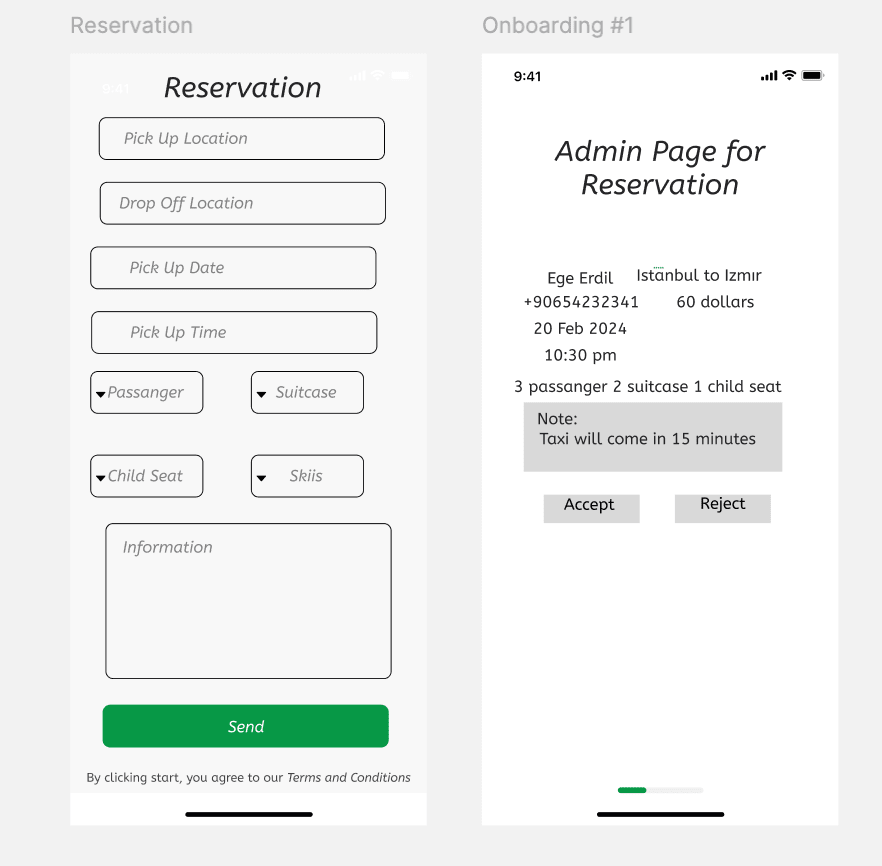 Reservation
9:41
Reservation
Pick Up Location
Drop Off Location
Pick Up Date
Pick Up Time
Passanger
Suitcase
Child Seat
Skiis
Information
Send
By clicking start, you agree to our Terms and Conditions
Onboarding #1
9:41
Admin Page for
Reservation
Ege Erdil
Istanbul to Izmır
+90654232341
60 dollars
20 Feb 2024
10:30 pm
3 passanger 2 suitcase 1 child seat
Note:
Taxi will come in 15 minutes
Accept
Reject